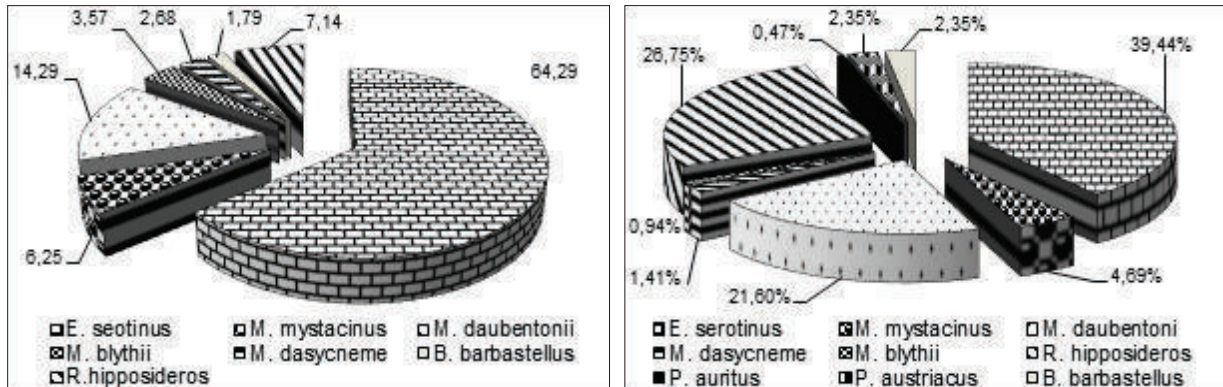 3,57
2,68
1,79
7,14
14,29
64,29
6,25
E. seotinus M. mystacinus M. daubentonii
M. blythii M. dasycneme B. barbastellus
R.hipposideros
26,75%
0,47%
2,35%
2,35%
39,44%
0,94%
1,41%
21,60%
4,69%
E. serotinus M. mystacinus M. daubentoni
M. dasycneme M. blythii R. hipposideros
P. auritus P. austriacus B. barbastellus